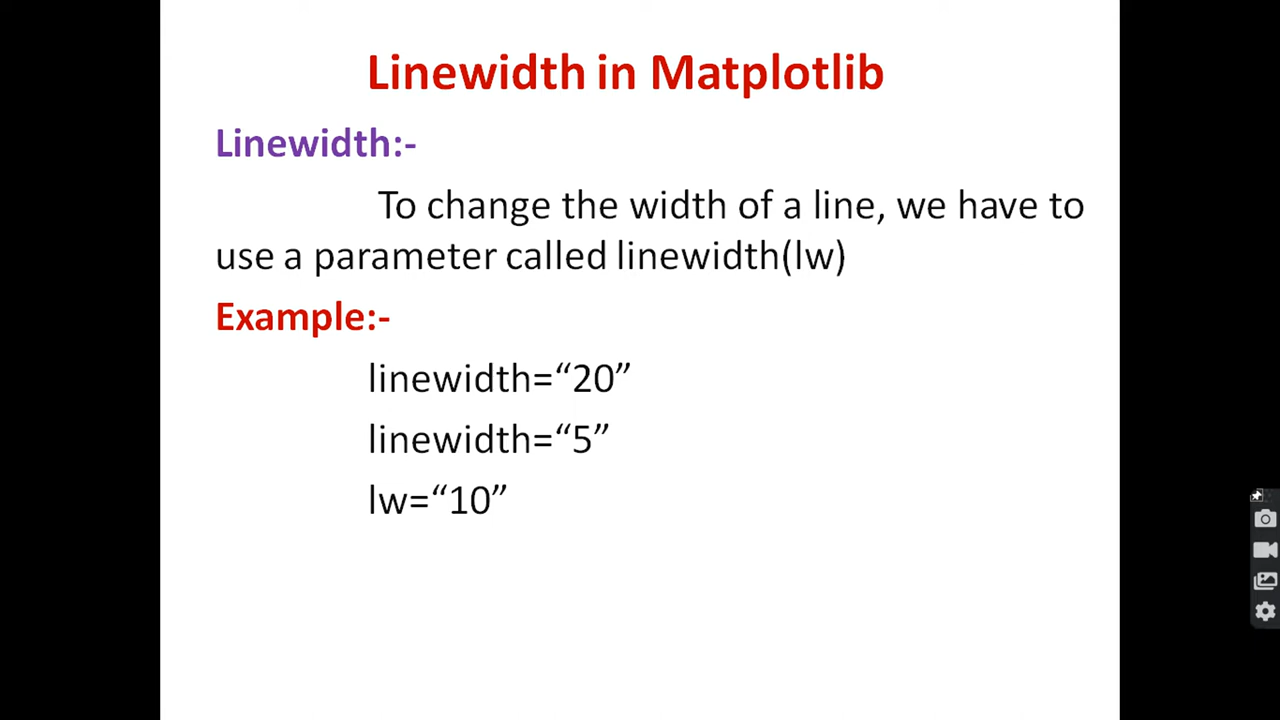 Linewidth in Matplotlib
Linewidth:-
To change the width of a line, we have to
use a parameter called linewidth(lw)
Example:-
linewidth=“20”
linewidth=“5”
lw=“10”